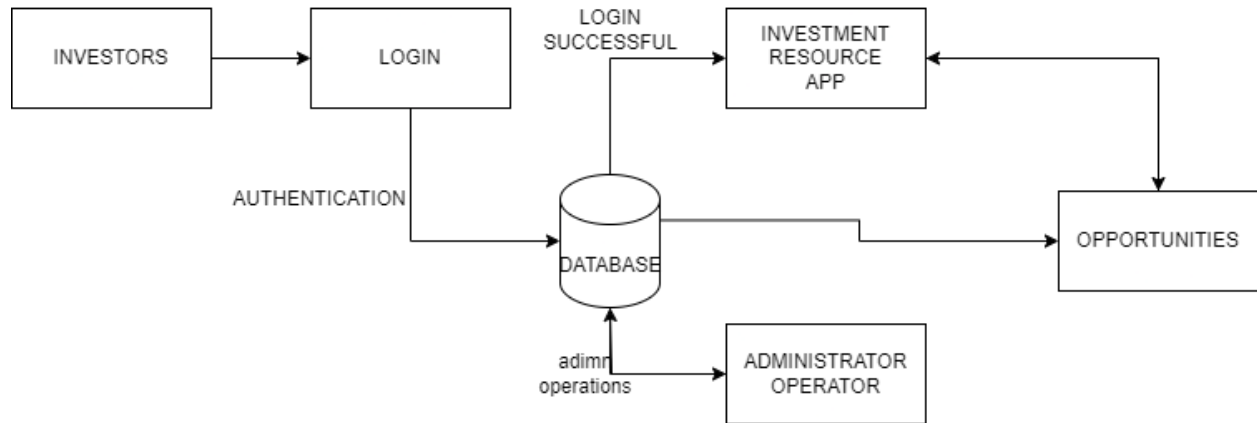 INVESTORS
LOGIN
LOGIN
SUCCESSFUL
INVESTMENT
RESOURCE
APP
AUTHENTICATION
DATABASE
OPPORTUNITIES
adimn
operations
ADMINISTRATOR
OPERATOR